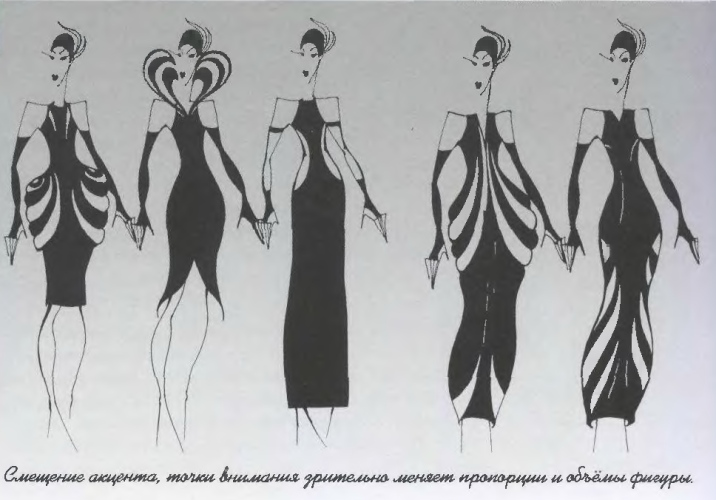 Смещение акцента, точки внимания зрительно меняет пропорции и объёмы фигуры.